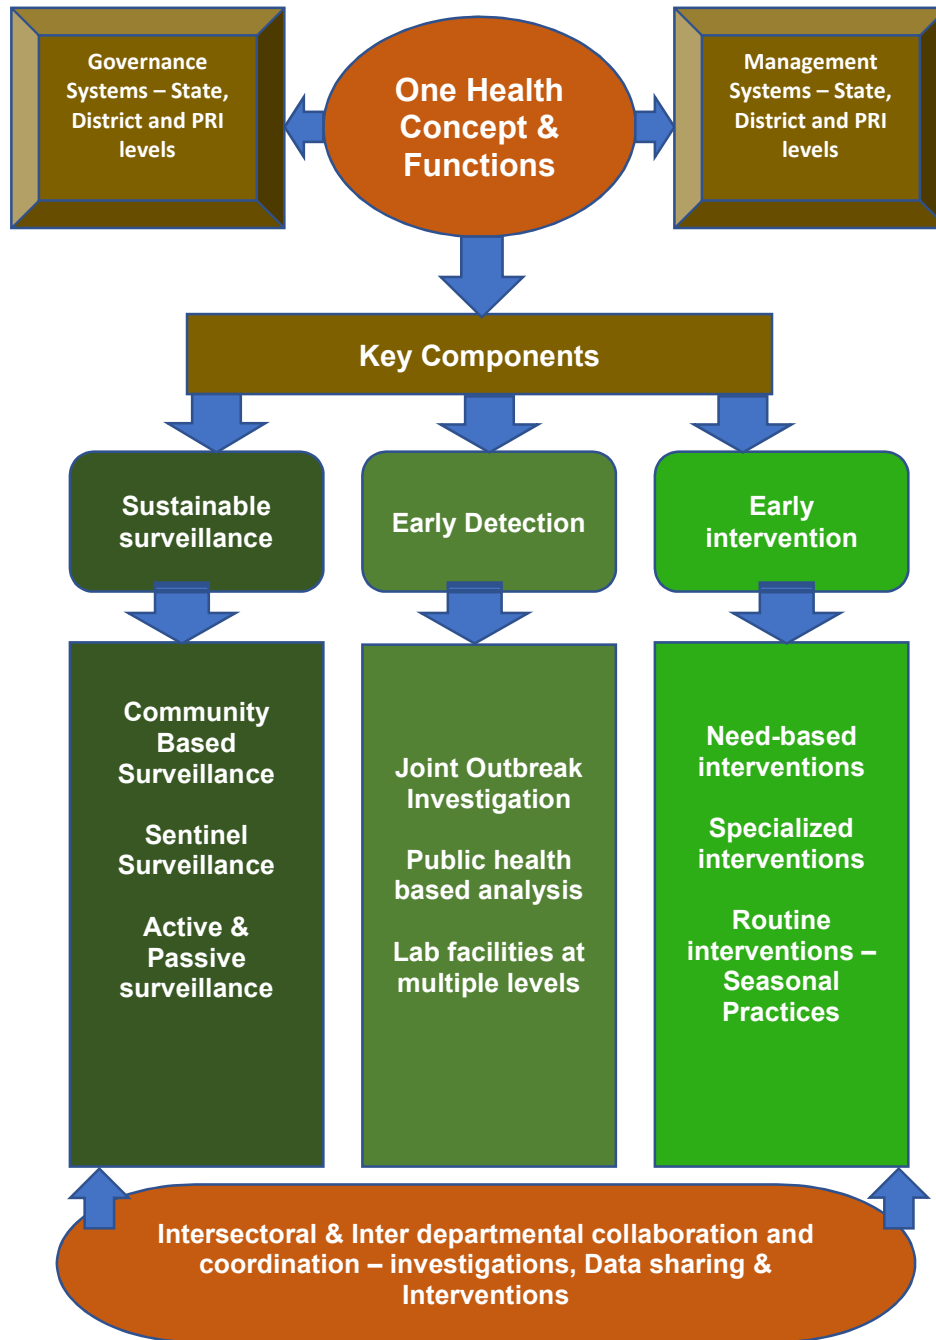 Governance
Systems – State,
District and PRI
levels
One Health
Concept &
Functions
Management
Systems – State,
District and PRI
levels
Key Components
Sustainable
surveillance
Early Detection
Early
intervention
Community
Based
Surveillance
Sentinel
Surveillance
Active &
Passive
surveillance
Joint Outbreak
Investigation
Public health
based analysis
Lab facilities at
multiple levels
Need-based
interventions
Specialized
interventions
Routine
interventions –
Seasonal
Practices
Intersectoral & Inter departmental collaboration and
coordination – investigations, Data sharing &
Interventions